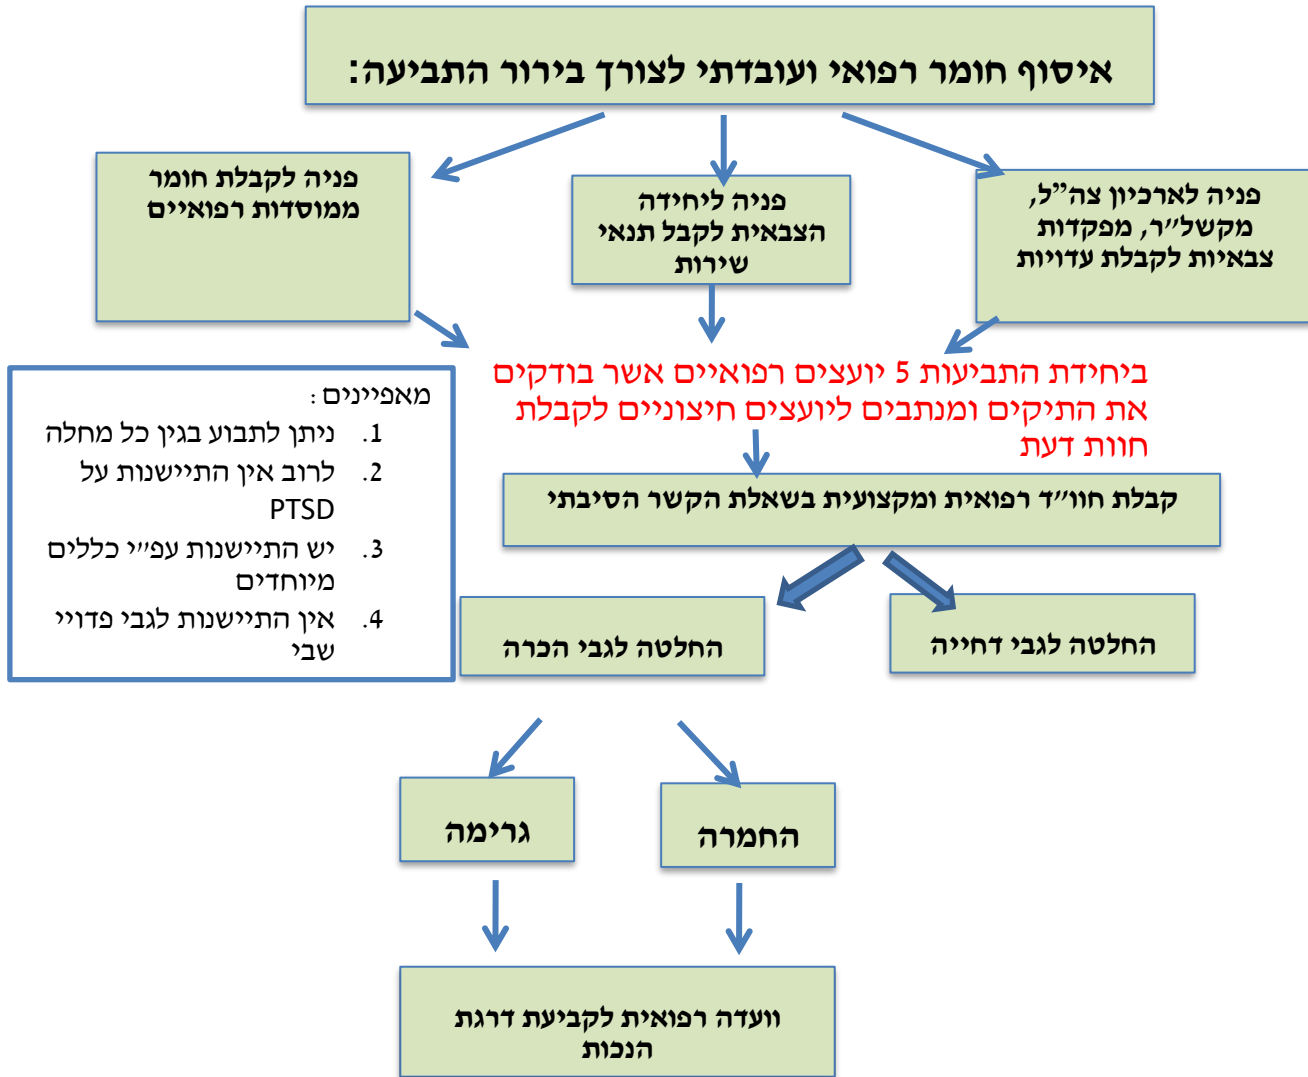 איסוף חומר רפואי ועובדתי לצורך בירור התביעה:
פניה לארכיון צה"ל,
מקשל"ר, מפקדות
צבאיות לקבלת עדויות
פניה ליחידה
הצבאית לקבל תנאי
שירות
פניה לקבלת חומר
ממוסדות רפואיים
ביחידת התביעות 5 יועצים רפואיים אשר בודקים
את התיקים ומנתבים ליועצים חיצוניים לקבלת
חוות דעת
מאפיינים:
1. ניתן לתבוע בגין כל מחלה
2. לרוב אין התיישנות על
PTSD
3. יש התיישנות עפ"י כללים
מיוחדים
4. אין התיישנות לגבי פדויי
שבי
קבלת חוו"ד רפואית ומקצועית בשאלת הקשר הסיבתי
החלטה לגבי דחייה
החלטה לגבי הכרה
החמרה
גרימה
וועדה רפואית לקביעת דרגת
הנכות